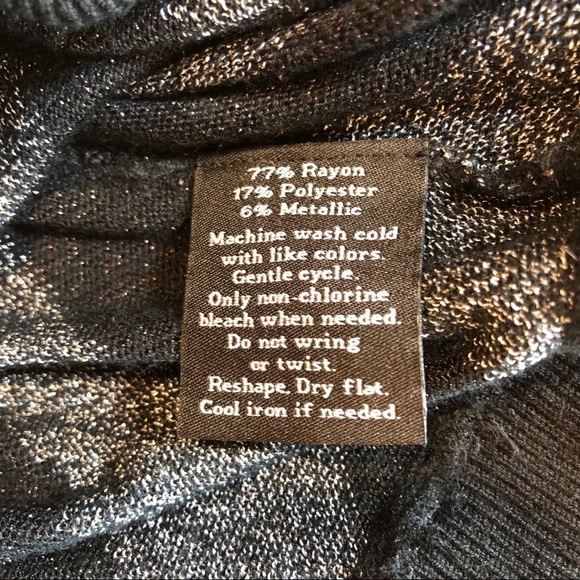 77% Rayon
17% Polyester
6% Metallic
Machine wash cold
with like colors.
Gentle cycle.
Only non-chlorine
bleach when needed.
Do not wring
or twist.
Reshape. Dry flat.
Cool iron if needed.